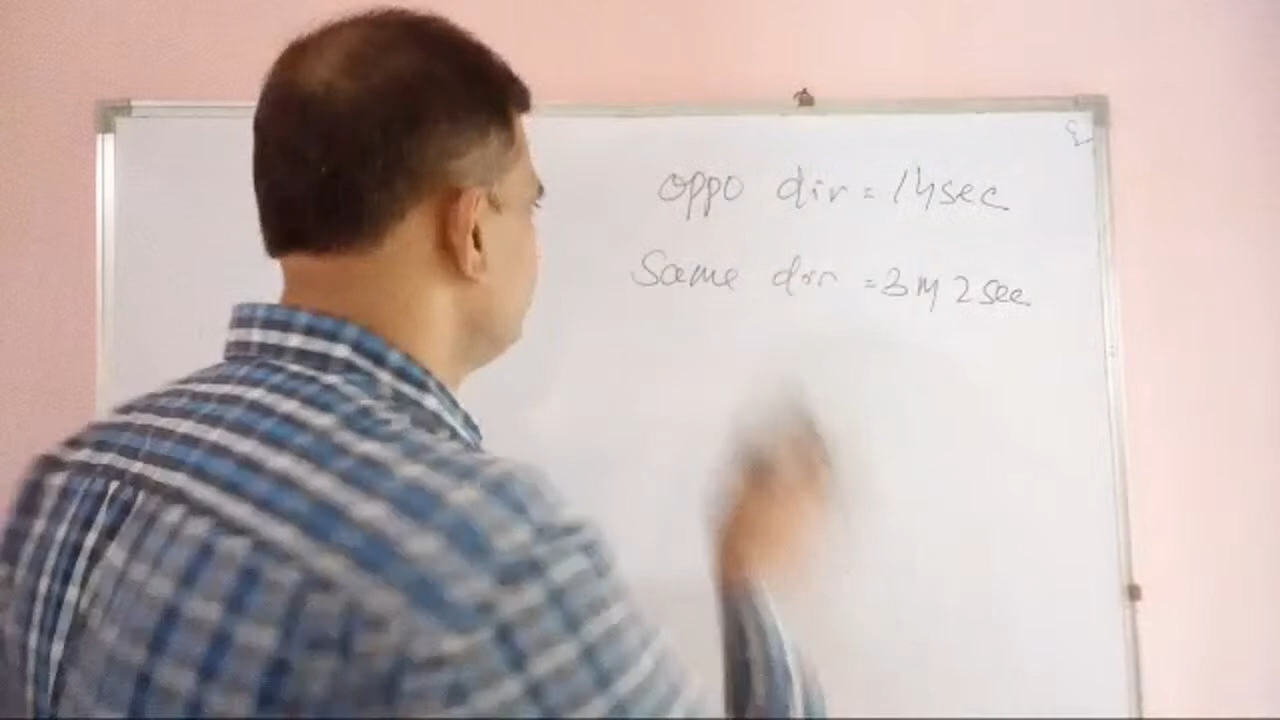 oppo dir = 14sec
Same dir = 3m 2sec